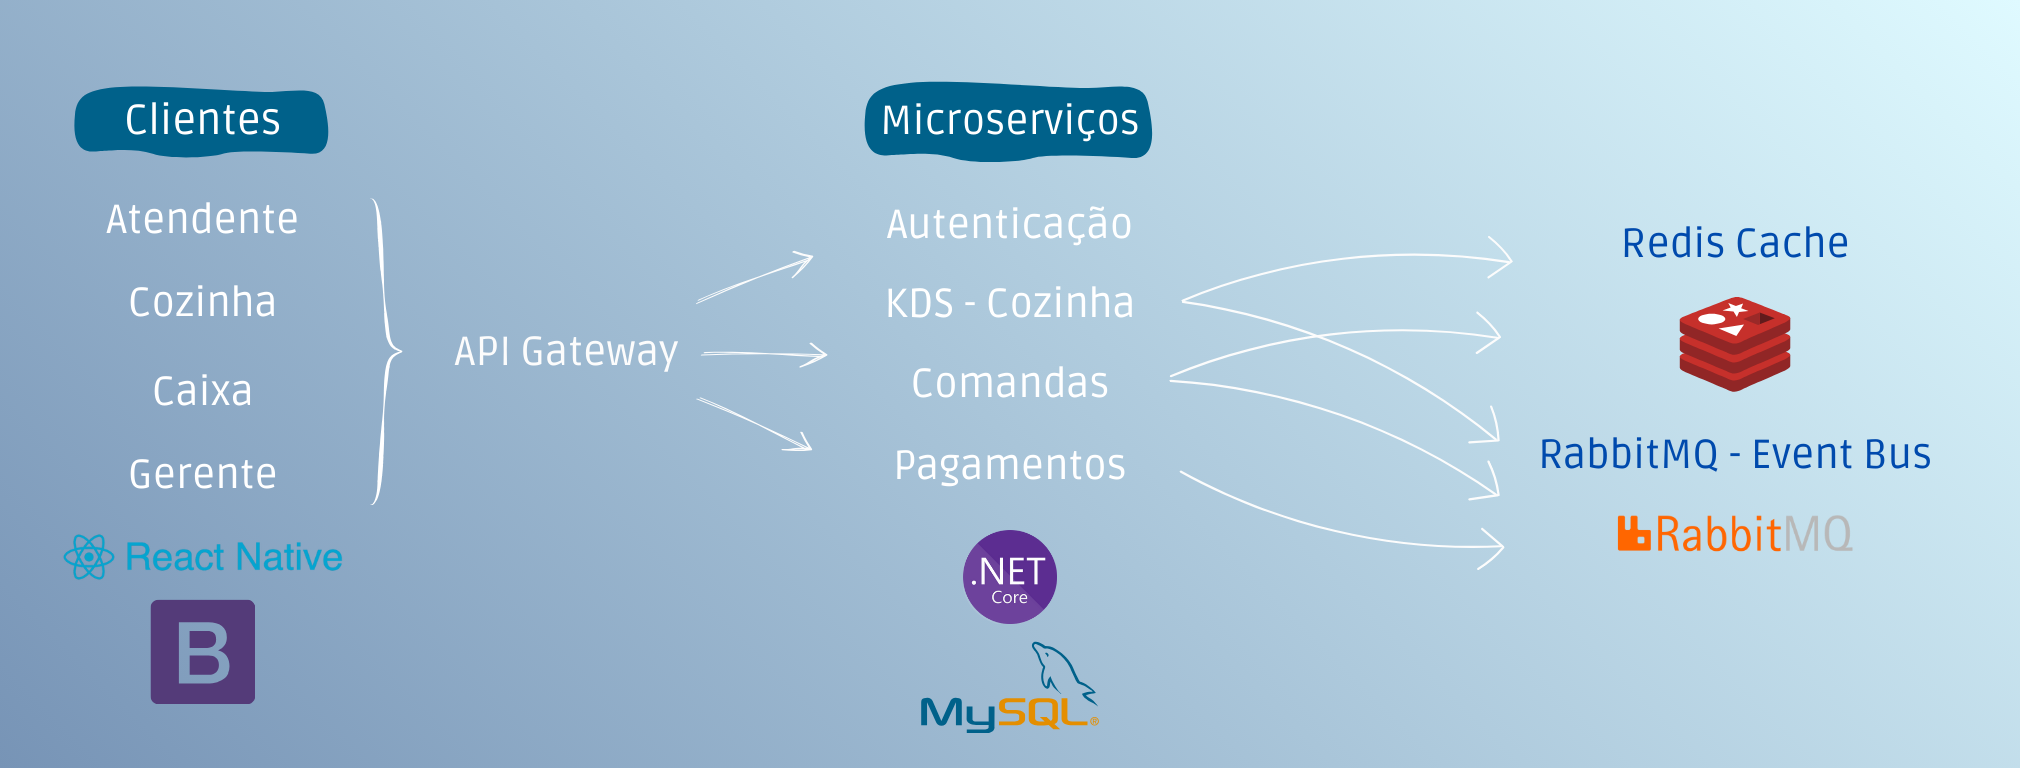 Clientes
Atendente
Cozinha
Caixa
Gerente
React Native
B
API Gateway
Microserviços
Autenticação
KDS - Cozinha
Comandas
Pagamentos
.NET
Core
MySQL®
Redis Cache
RabbitMQ - Event Bus
RabbitMQ